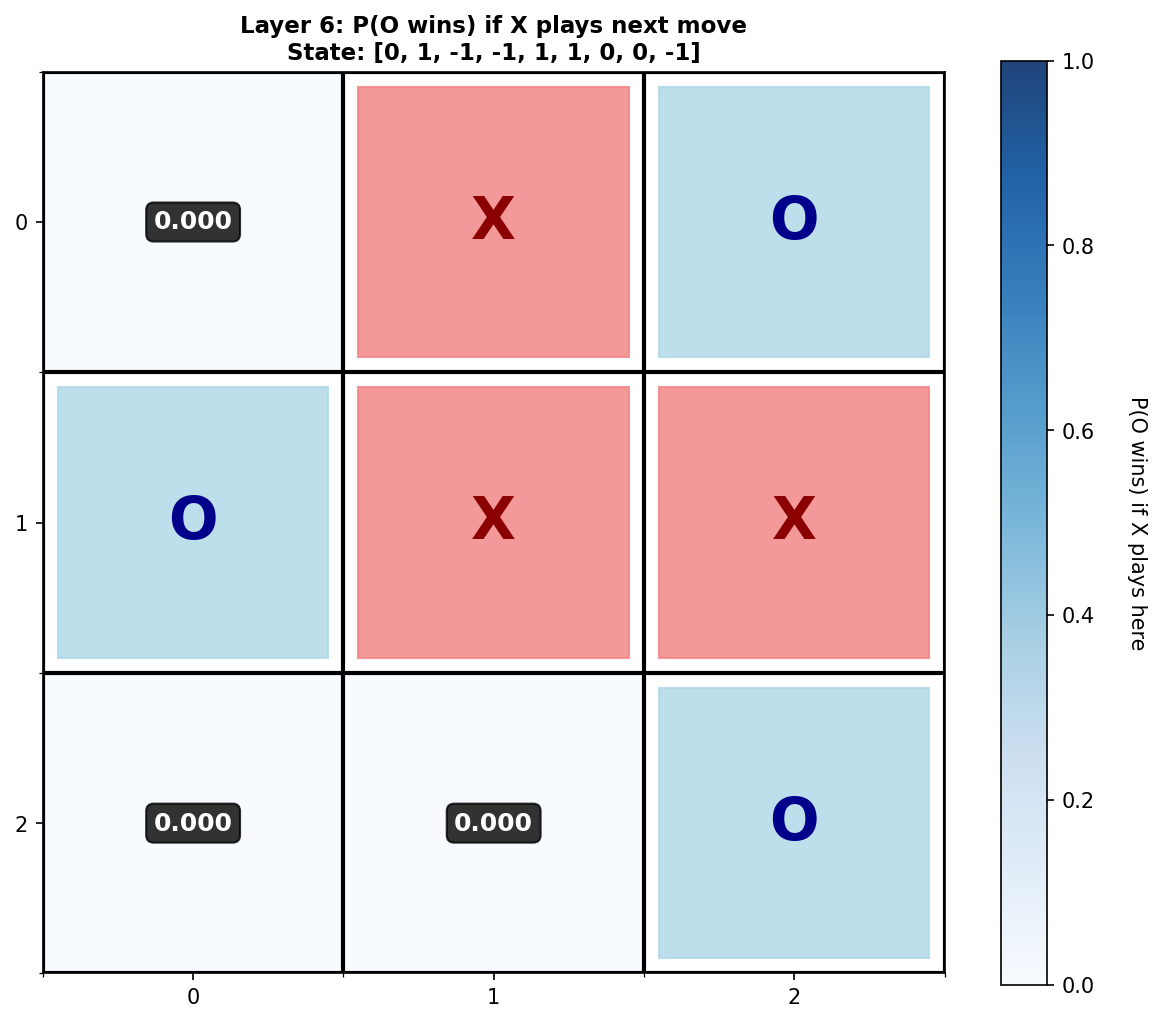 Layer 6: P(O wins) if X plays next move
State: [0, 1, -1, -1, 1, 1, 0, 0, -1]
0.000
X
O
O
X
X
0.000
0.000
O
0
1
2
0
1
2
1.0
0.8
0.6
0.4
0.2
0.0
P(O wins) if X plays here